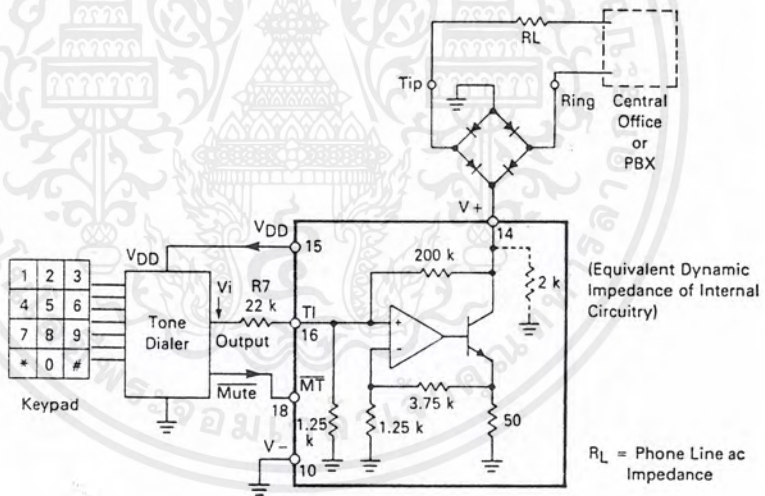 RL
Tip
Ring
Central
Office
or
PBX
V+
14
VDD
15
200 k
2 k
(Equivalent Dynamic
Impedance of Internal
Circuitry)
VDD
1 2 3
4 5 6
7 8 9
* 0 #
Keypad
Tone
Dialer
Vi
R7
22 k
Output
TI
16
+
−
Mute
MT
18
1.25
k
3.75 k
1.25 k
50
V−
10
RL = Phone Line ac
Impedance